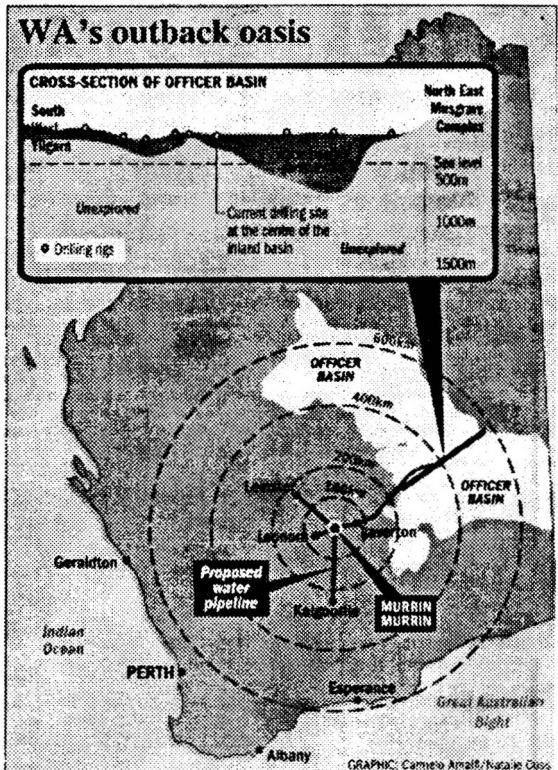 WA's outback oasis
CROSS-SECTION OF OFFICER BASIN
South
West
Yilgarn
North East
Musgrave
Complex
Sea level
500m
1000m
1500m
Unexplored
Current drilling site
at the centre of the
inland basin
Unexplored
Drilling rigs
600km
OFFICER
BASIN
400km
200km
100km
OFFICER
BASIN
Leinster
Leonora
Laverton
Geraldton
Proposed
water
pipeline
Kalgoorlie
MURRIN
MURRIN
Indian
Ocean
PERTH
Esperance
Great Australian
Bight
Albany
GRAPHIC: Carmelo Amalfi/Natalie